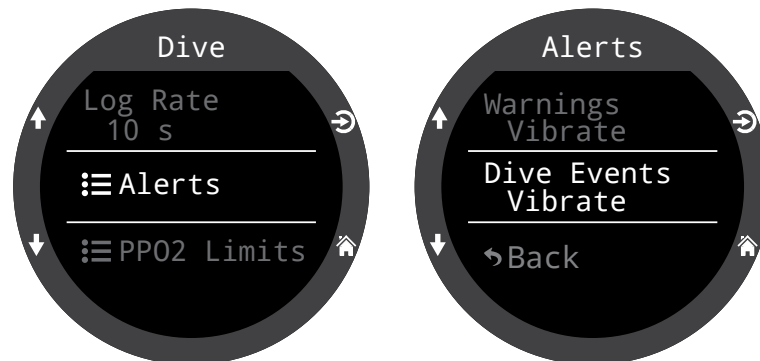 Dive
Log Rate
10 s
Alerts
PPO2 Limits
Alerts
Warnings
Vibrate
Dive Events
Vibrate
Back